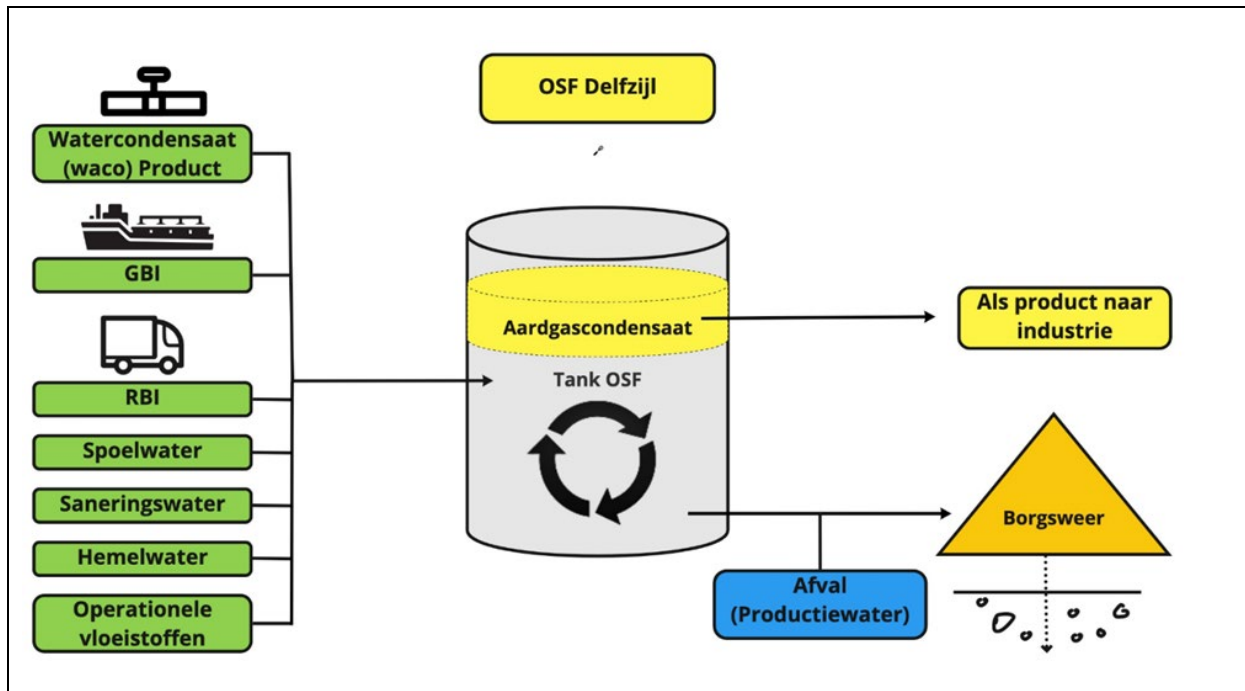 OSF Delfzijl
Watercondensaat
(waco) Product
GBI
RBI
Spoelwater
Saneringswater
Hemelwater
Operationele
vloeistoffen
Aardgascondensaat
Tank OSF
Als product naar
industrie
Borgsweer
Afval
(Productiewater)